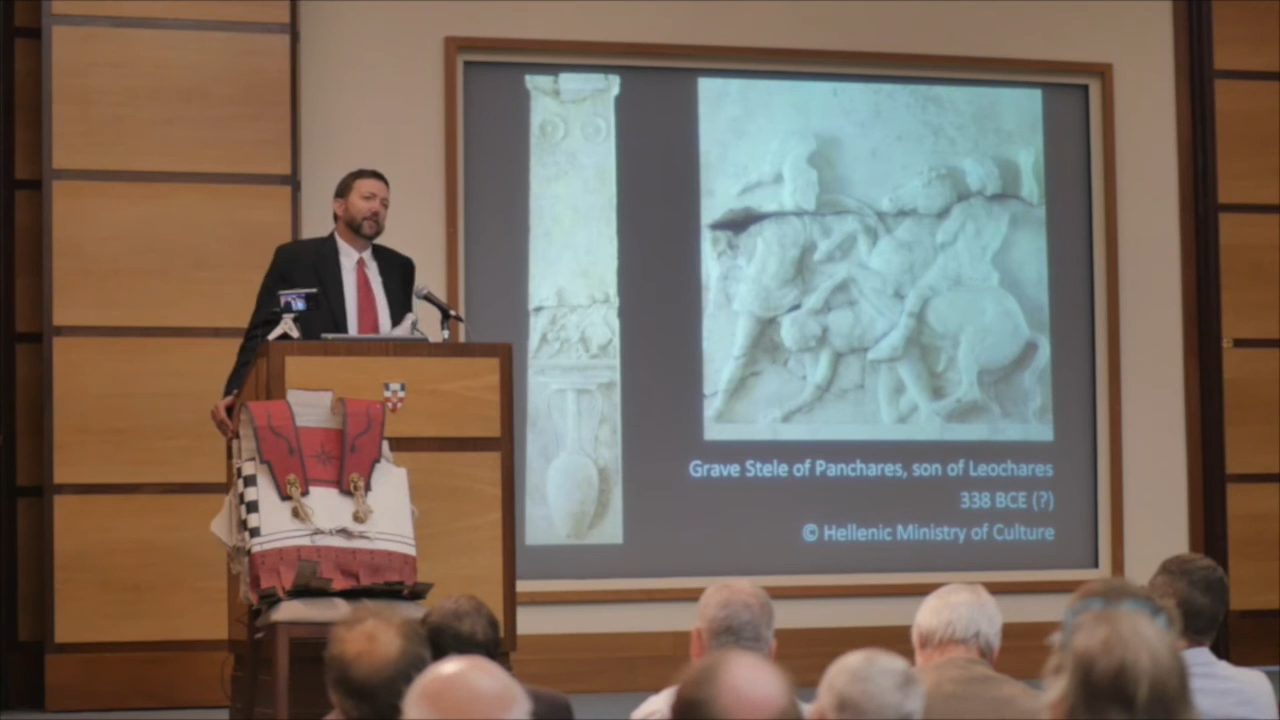 Grave Stele of Panchares, son of Leochares
338 BCE (?)
© Hellenic Ministry of Culture